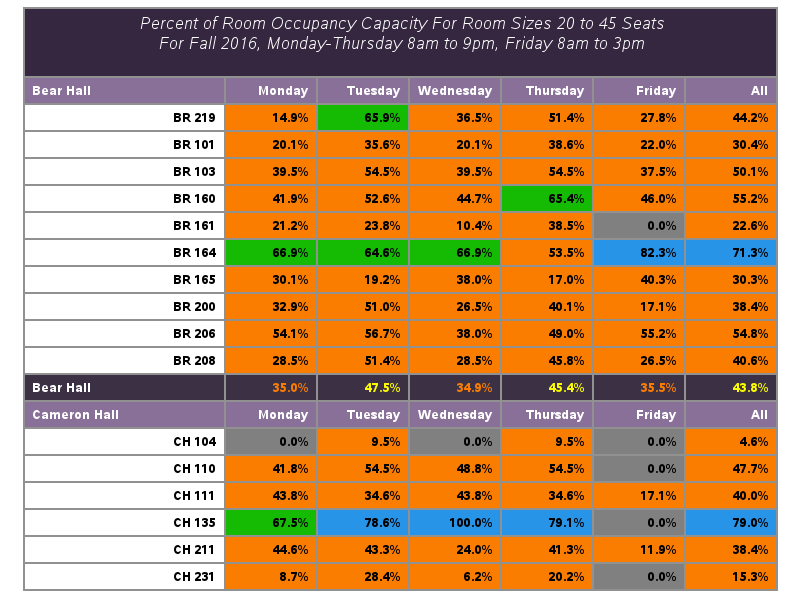 Percent of Room Occupancy Capacity For Room Sizes 20 to 45 Seats
For Fall 2016, Monday-Thursday 8am to 9pm, Friday 8am to 3pm
Bear Hall Monday Tuesday Wednesday Thursday Friday All
BR 219 14.9% 65.9% 36.5% 51.4% 27.8% 44.2%
BR 101 20.1% 35.6% 20.1% 38.6% 22.0% 30.4%
BR 103 39.5% 54.5% 39.5% 54.5% 37.5% 50.1%
BR 160 41.9% 52.6% 44.7% 65.4% 46.0% 55.2%
BR 161 21.2% 23.8% 10.4% 38.5% 0.0% 22.6%
BR 164 66.9% 64.6% 66.9% 53.5% 82.3% 71.3%
BR 165 30.1% 19.2% 38.0% 17.0% 40.3% 30.3%
BR 200 32.9% 51.0% 26.5% 40.1% 17.1% 38.4%
BR 206 54.1% 56.7% 38.0% 49.0% 55.2% 54.8%
BR 208 28.5% 51.4% 28.5% 45.8% 26.5% 40.6%
Bear Hall 35.0% 47.5% 34.9% 45.4% 35.5% 43.8%
Cameron Hall Monday Tuesday Wednesday Thursday Friday All
CH 104 0.0% 9.5% 0.0% 9.5% 0.0% 4.6%
CH 110 41.8% 54.5% 48.8% 54.5% 0.0% 47.7%
CH 111 43.8% 34.6% 43.8% 34.6% 17.1% 40.0%
CH 135 67.5% 78.6% 100.0% 79.1% 0.0% 79.0%
CH 211 44.6% 43.3% 24.0% 41.3% 11.9% 38.4%
CH 231 8.7% 28.4% 6.2% 20.2% 0.0% 15.3%